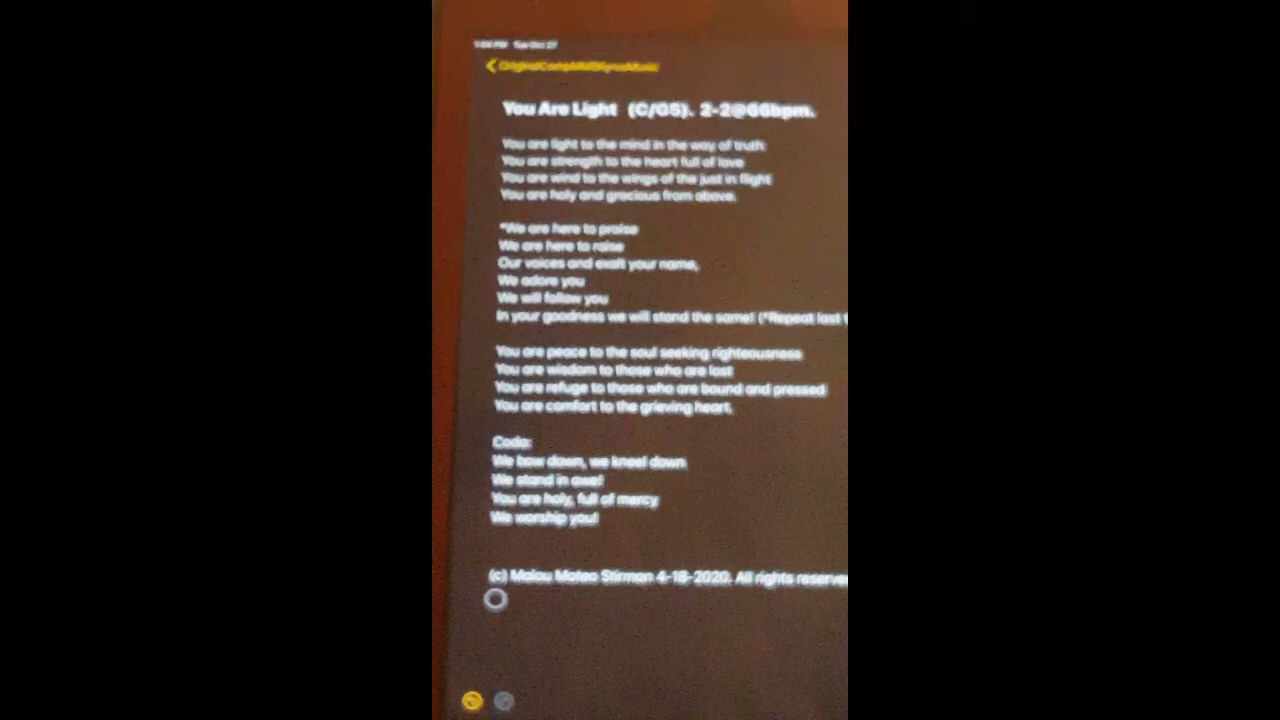 1:06 PM Tue Oct 27
You Are Light (C/G5). 2-2@66bpm.
You are light to the mind in the way of truth
You are strength to the heart full of love
You are wind to the wings of the just in flight
You are holy and gracious from above.
*We are here to praise
We are here to raise
Our voices and exalt your name,
We adore you
We will follow you
In your goodness we will stand the same! (*Repeat last
You are peace to the soul seeking righteousness
You are wisdom to those who are lost
You are refuge to those who are bound and pressed
You are comfort to the grieving heart.
Coda:
We bow down, we kneel down
We stand in awe!
You are holy, full of mercy
We worship you!
(c) Malou Mateo Stirman 4-18-2020. All rights reserve